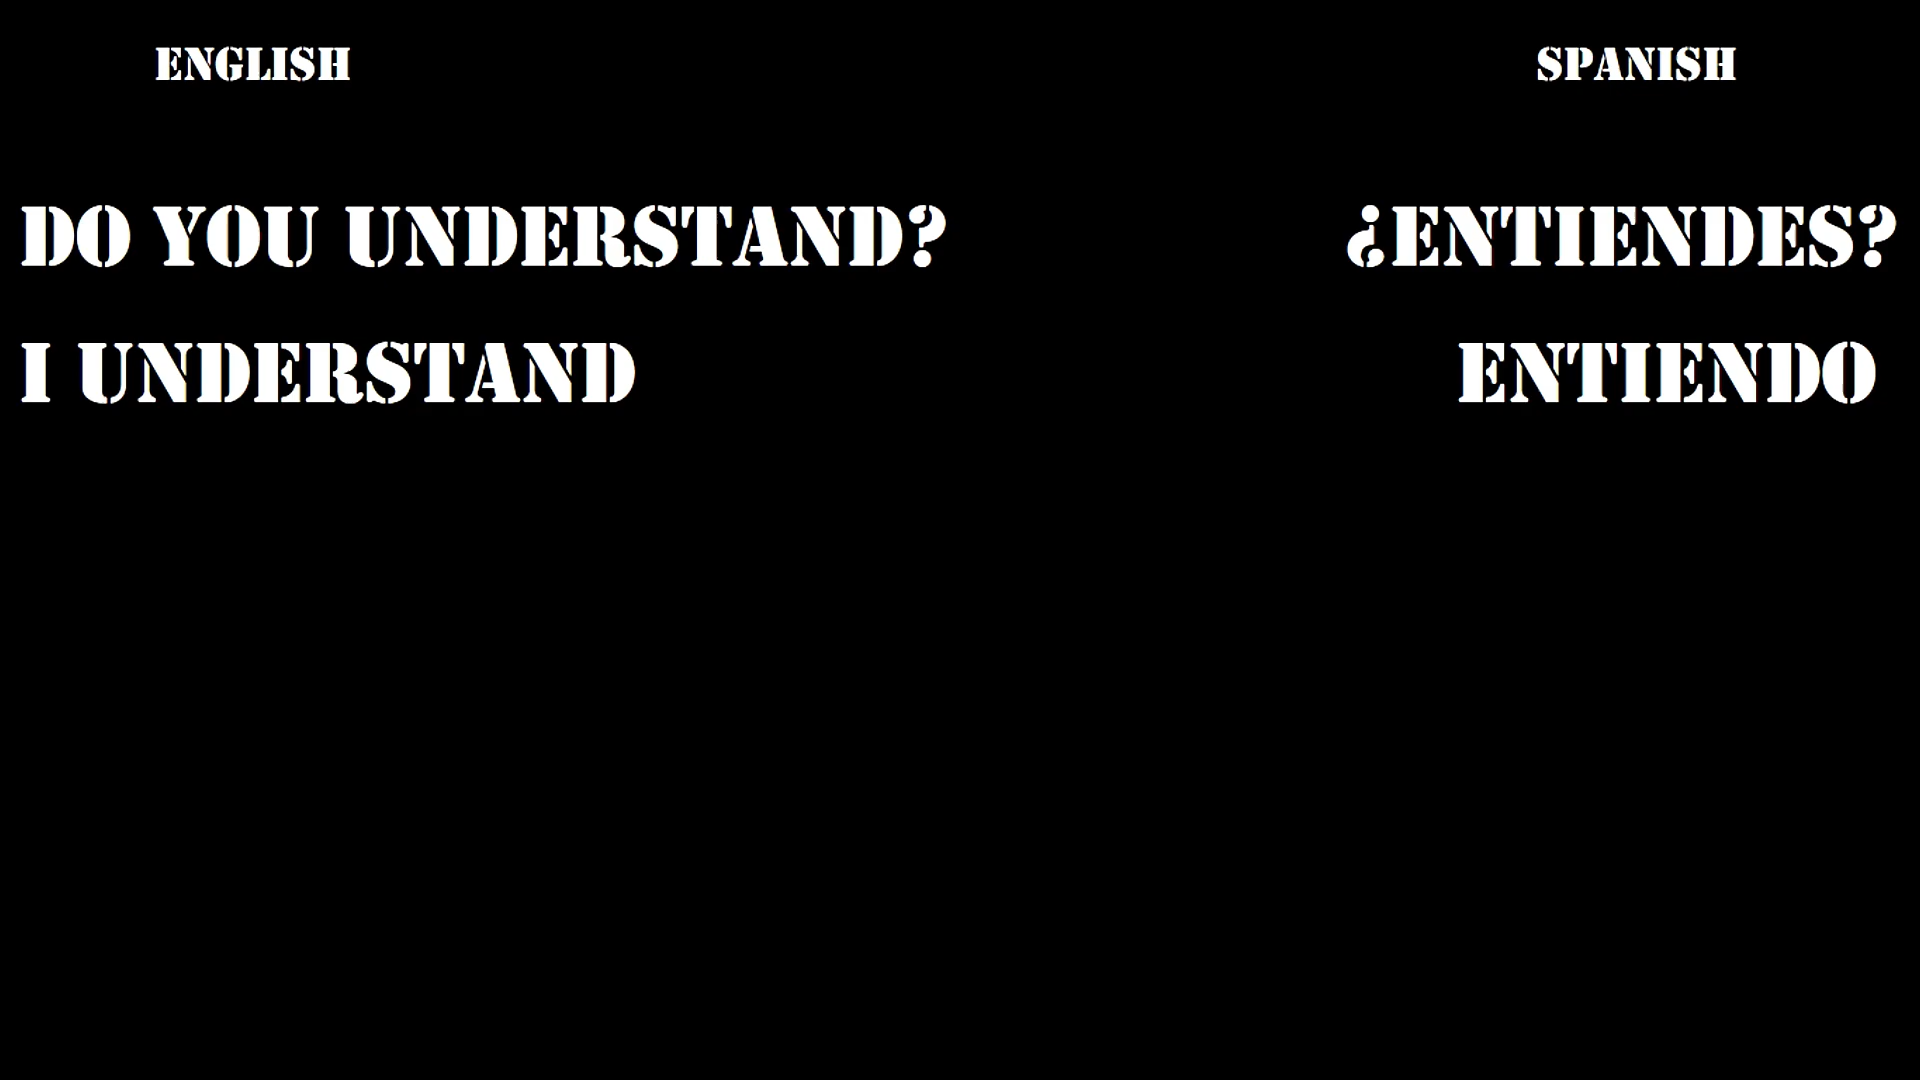 ENGLISH SPANISH
DO YOU UNDERSTAND? ¿ENTIENDES?
I UNDERSTAND ENTIENDO